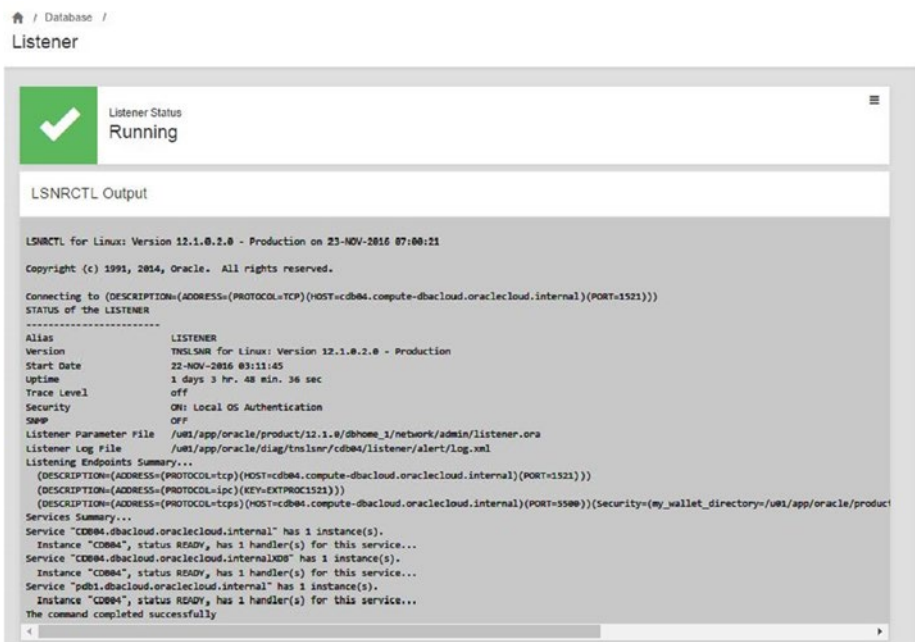 / Database /
Listener
Listener Status
Running
LSNRCTL Output
LSNRCTL for Linux: Version 12.1.0.2.0 - Production on 23-NOV-2016 07:00:21
Copyright (c) 1991, 2014, Oracle. All rights reserved.
Connecting to (DESCRIPTION=(ADDRESS=(PROTOCOL=TCP)(HOST=cdb04.compute-dbacloud.oraclecloud.internal)(PORT=1521)))
STATUS of the LISTENER
------------------------
Alias LISTENER
Version TNSLSNR for Linux: Version 12.1.0.2.0 - Production
Start Date 22-NOV-2016 03:11:45
Uptime 1 days 3 hr. 48 min. 36 sec
Trace Level off
Security ON: Local OS Authentication
SNMP OFF
Listener Parameter File /u01/app/oracle/product/12.1.0/dbhome_1/network/admin/listener.ora
Listener Log File /u01/app/oracle/diag/tnslsnr/cdb04/listener/alert/log.xml
Listening Endpoints Summary...
(DESCRIPTION=(ADDRESS=(PROTOCOL=tcp)(HOST=cdb04.compute-dbacloud.oraclecloud.internal)(PORT=1521)))
(DESCRIPTION=(ADDRESS=(PROTOCOL=ipc)(KEY=EXTPROC1521)))
(DESCRIPTION=(ADDRESS=(PROTOCOL=tcps)(HOST=cdb04.compute-dbacloud.oraclecloud.internal)(PORT=5500))(Security=(my_wallet_directory=/u01/app/oracle/product
Services Summary...
Service "CDB04.dbacloud.oraclecloud.internal" has 1 instance(s).
Instance "CDB04", status READY, has 1 handler(s) for this service...
Service "CDB04.dbacloud.oraclecloud.internalXDB" has 1 instance(s).
Instance "CDB04", status READY, has 1 handler(s) for this service...
Service "pdb1.dbacloud.oraclecloud.internal" has 1 instance(s).
Instance "CDB04", status READY, has 1 handler(s) for this service...
The command completed successfully